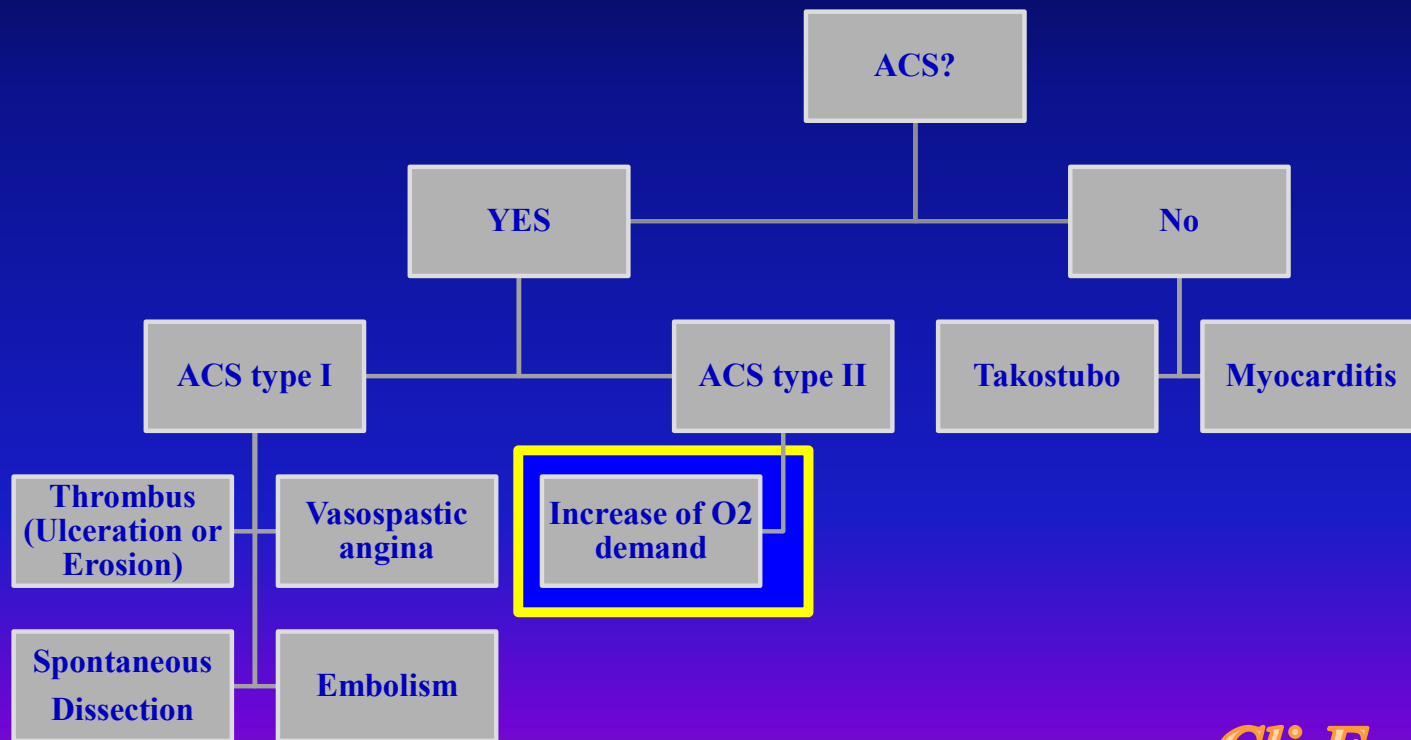 ACS?
YES
No
ACS type I
ACS type II
Takostubo
Myocarditis
Thrombus
(Ulceration or
Erosion)
Vasospastic
angina
Increase of O2
demand
Spontaneous
Dissection
Embolism